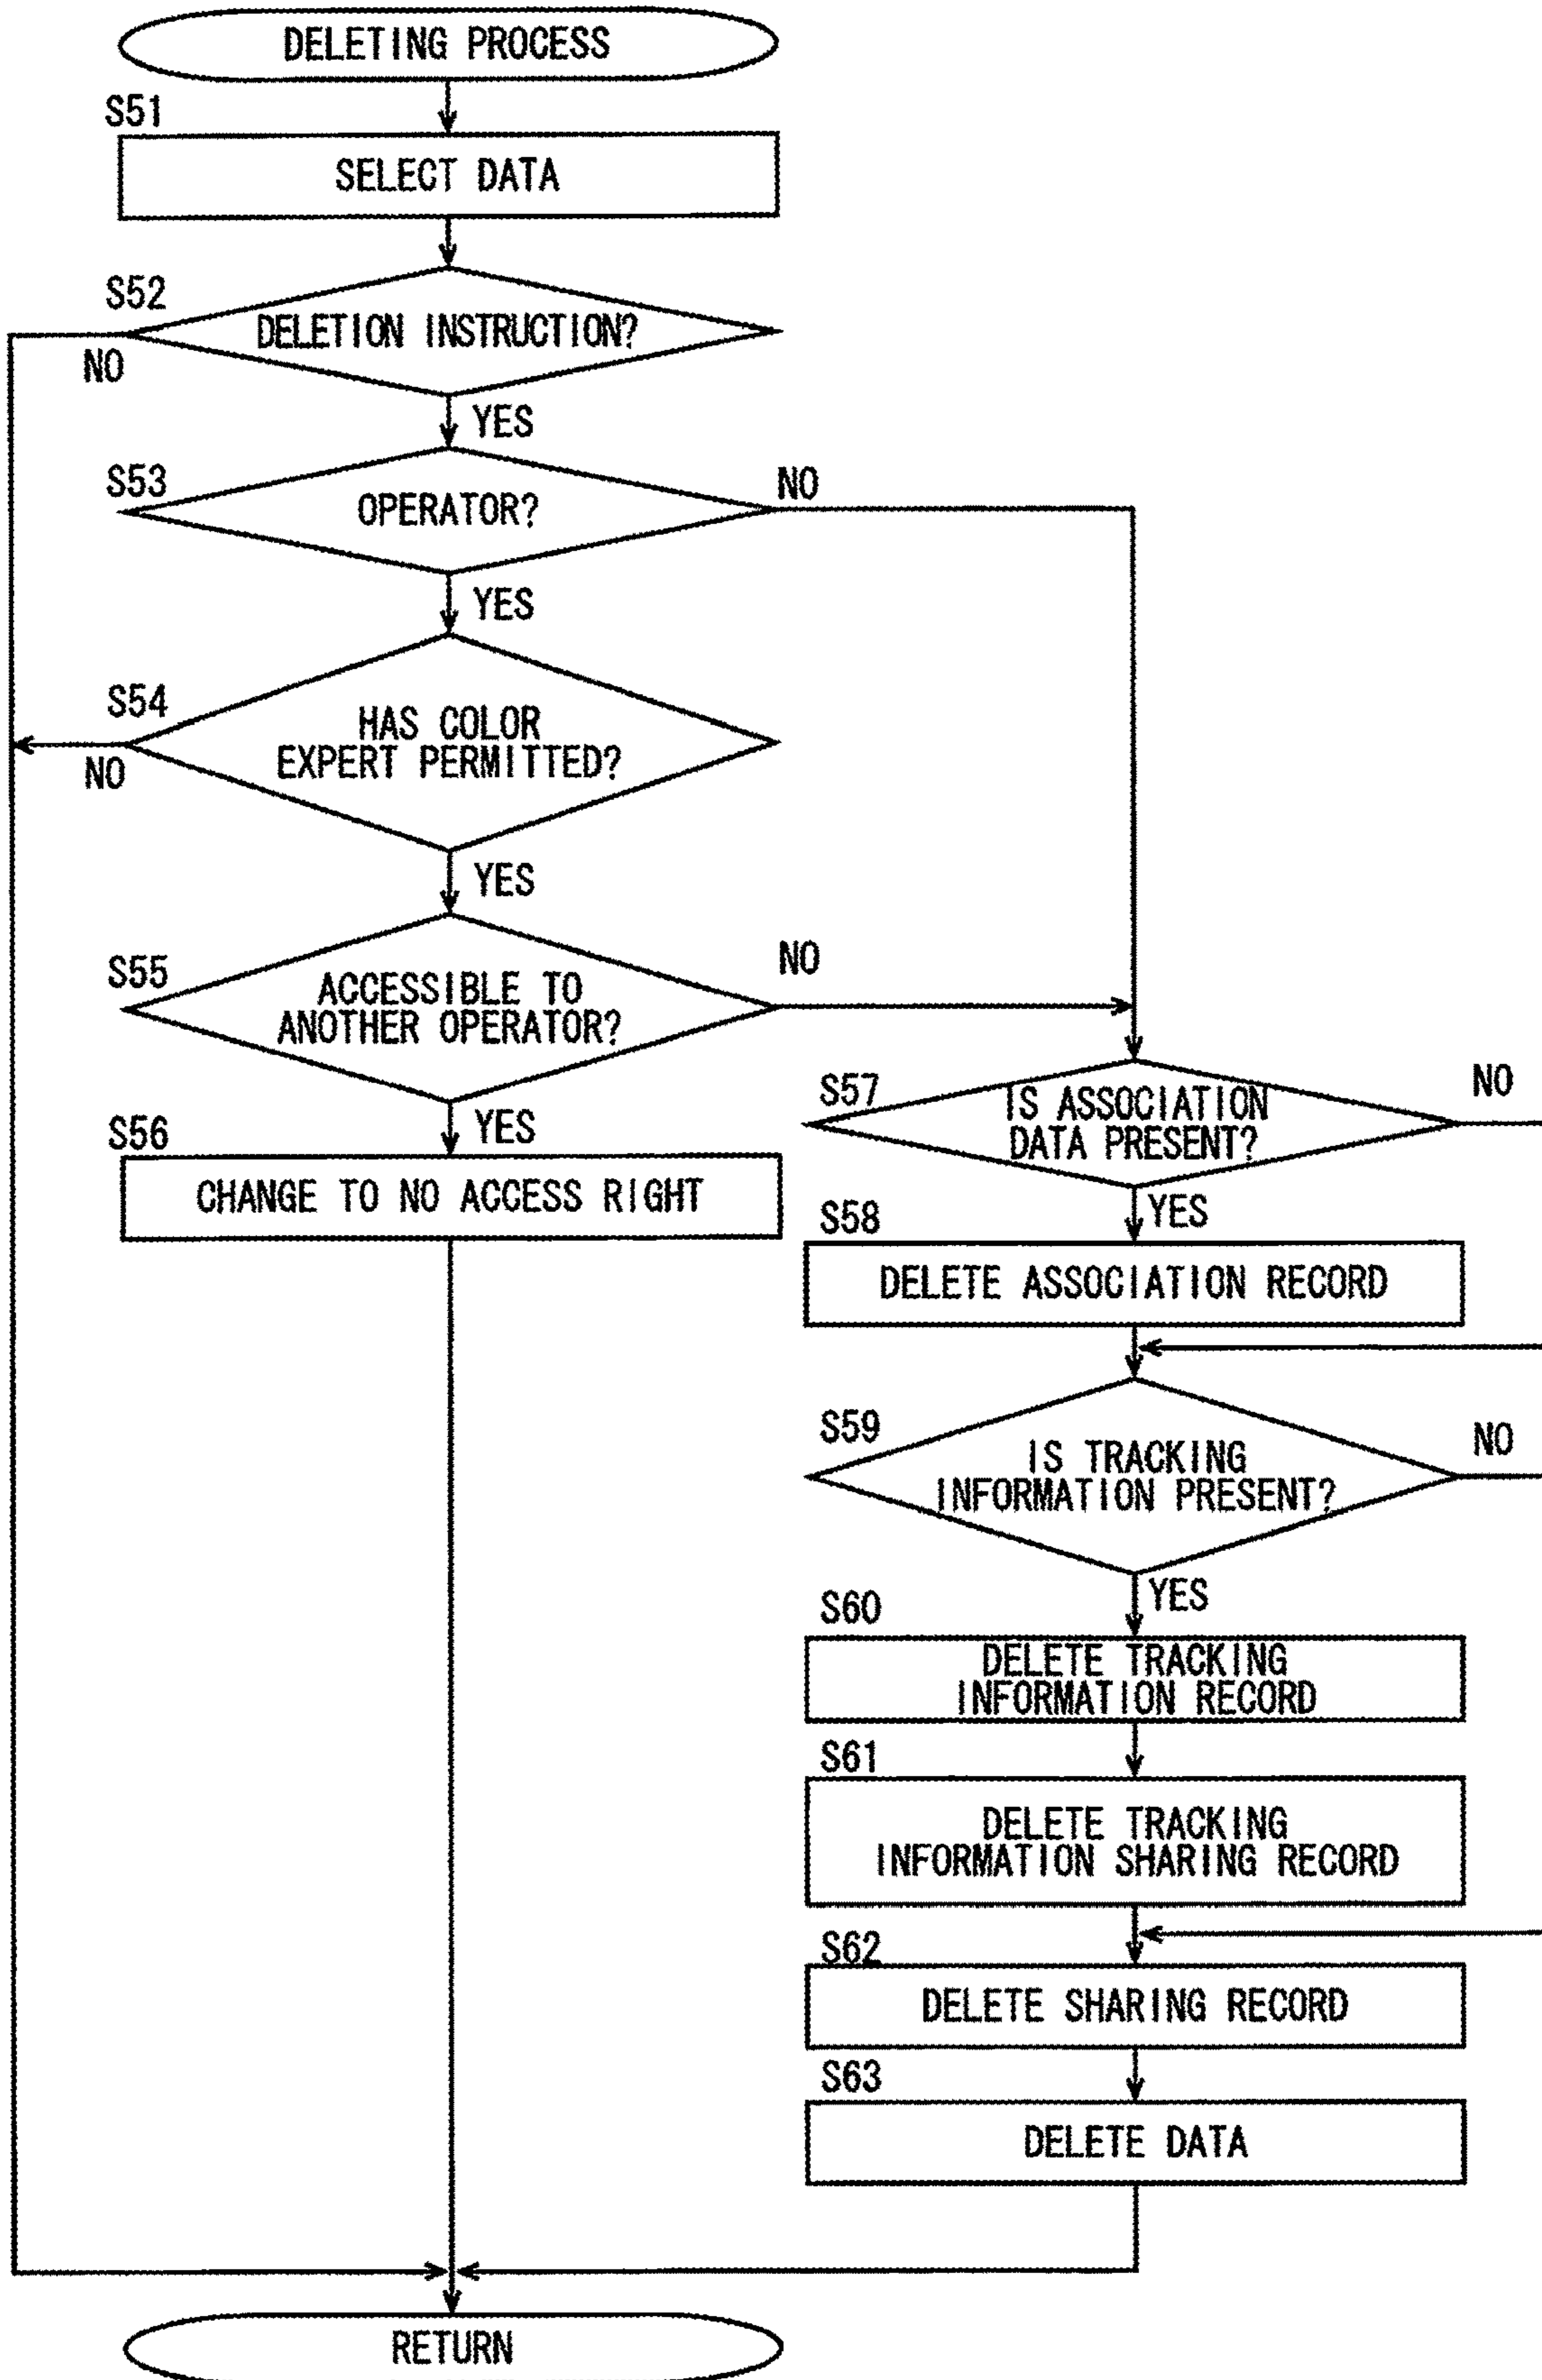 DELETING PROCESS
S51
SELECT DATA
S52
DELETION INSTRUCTION?
NO
YES
S53
OPERATOR?
NO
YES
S54
HAS COLOR
EXPERT PERMITTED?
NO
YES
S55
ACCESSIBLE TO
ANOTHER OPERATOR?
NO
YES
S56
CHANGE TO NO ACCESS RIGHT
S57
IS ASSOCIATION
DATA PRESENT?
NO
YES
S58
DELETE ASSOCIATION RECORD
S59
IS TRACKING
INFORMATION PRESENT?
NO
YES
S60
DELETE TRACKING
INFORMATION RECORD
S61
DELETE TRACKING
INFORMATION SHARING RECORD
S62
DELETE SHARING RECORD
S63
DELETE DATA
RETURN